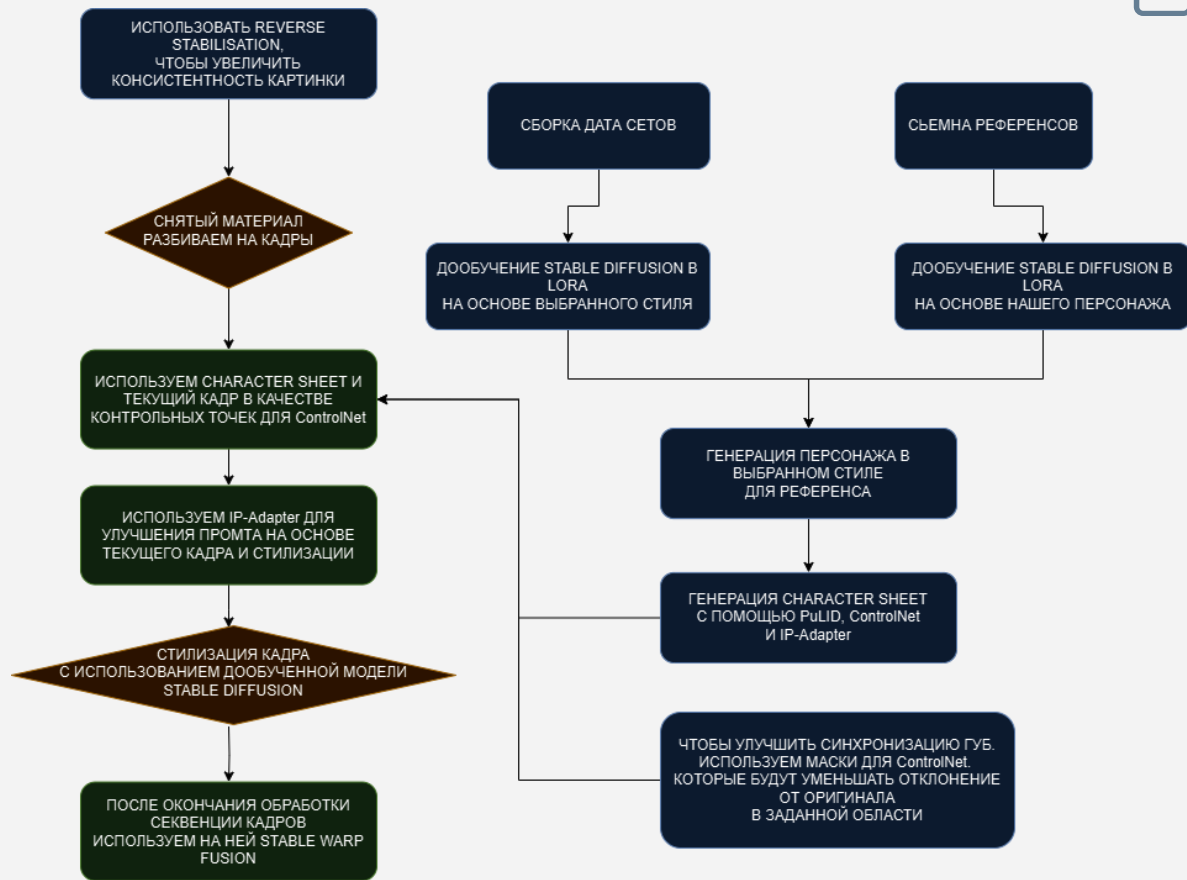 ИСПОЛЬЗОВАТЬ REVERSE
STABILISATION,
ЧТОБЫ УВЕЛИЧИТЬ
КОНСИСТЕНТНОСТЬ КАРТИНКИ
СНЯТЫЙ МАТЕРИАЛ
РАЗБИВАЕМ НА КАДРЫ
ИСПОЛЬЗУЕМ CHARACTER SHEET И
ТЕКУЩИЙ КАДР В КАЧЕСТВЕ
КОНТРОЛЬНЫХ ТОЧЕК ДЛЯ ControlNet
ИСПОЛЬЗУЕМ IP-Adapter ДЛЯ
УЛУЧШЕНИЯ ПРОМТА НА ОСНОВЕ
ТЕКУЩЕГО КАДРА И СТИЛИЗАЦИИ
СТИЛИЗАЦИЯ КАДРА
С ИСПОЛЬЗОВАНИЕМ ДООБУЧЕННОЙ МОДЕЛИ
STABLE DIFFUSION
ПОСЛЕ ОКОНЧАНИЯ ОБРАБОТКИ
СЕКВЕНЦИИ КАДРОВ
ИСПОЛЬЗУЕМ НА НЕЙ STABLE WARP
FUSION
СБОРКА ДАТА СЕТОВ
ДООБУЧЕНИЕ STABLE DIFFUSION В
LORA
НА ОСНОВЕ ВЫБРАННОГО СТИЛЯ
СЬЕМНА РЕФЕРЕНСОВ
ДООБУЧЕНИЕ STABLE DIFFUSION В
LORA
НА ОСНОВЕ НАШЕГО ПЕРСОНАЖА
ГЕНЕРАЦИЯ ПЕРСОНАЖА В
ВЫБРАННОМ СТИЛЕ
ДЛЯ РЕФЕРЕНСА
ГЕНЕРАЦИЯ CHARACTER SHEET
С ПОМОЩЬЮ PuLID, ControlNet
И IP-Adapter
ЧТОБЫ УЛУЧШИТЬ СИНХРОНИЗАЦИЮ ГУБ.
ИСПОЛЬЗУЕМ МАСКИ ДЛЯ ControlNet.
КОТОРЫЕ БУДУТ УМЕНЬШАТЬ ОТКЛОНЕНИЕ
ОТ ОРИГИНАЛА
В ЗАДАННОЙ ОБЛАСТИ